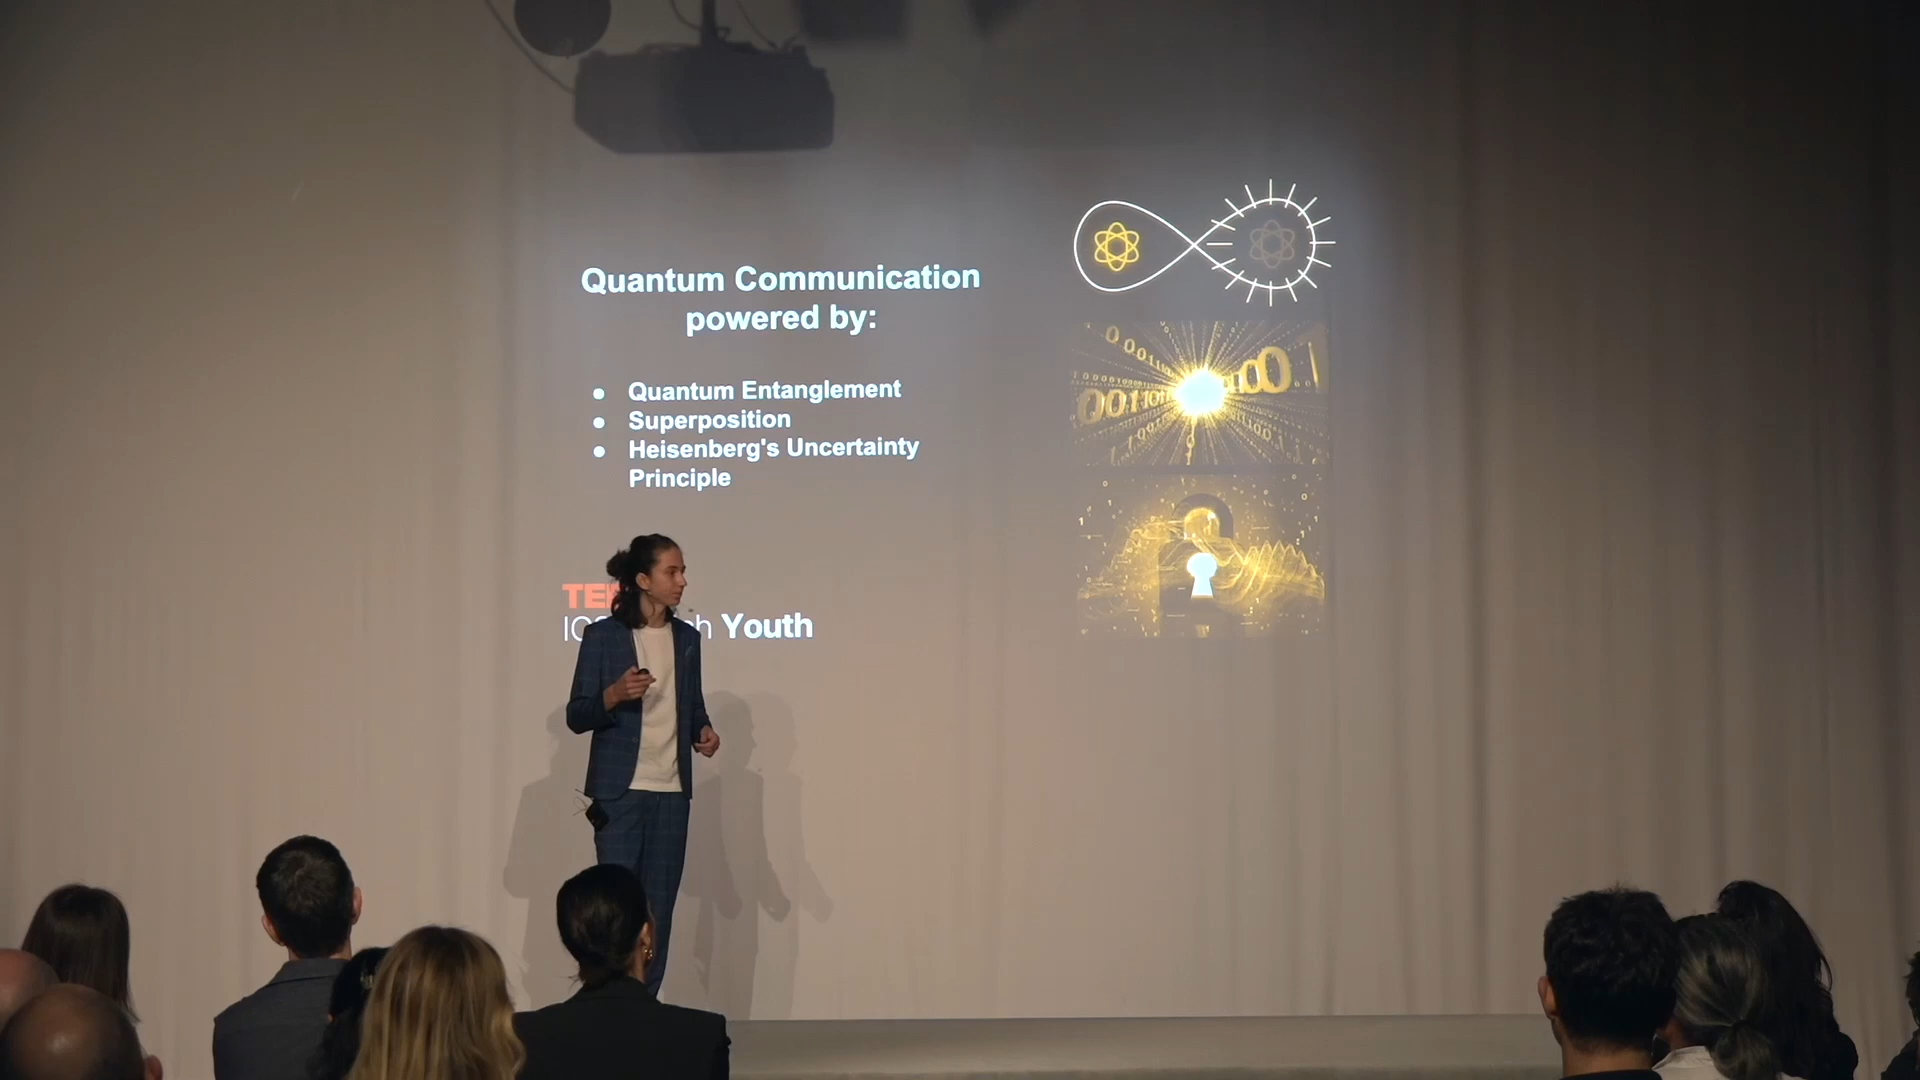 Quantum Communication
powered by:
● Quantum Entanglement
● Superposition
● Heisenberg's Uncertainty
Principle
Youth